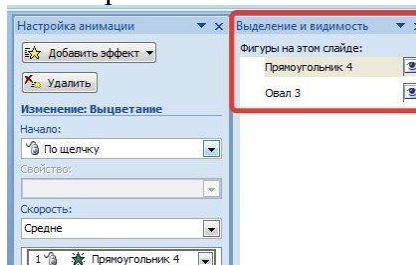 Настройка анимации
Добавить эффект
Удалить
Изменение: Выцветание
Начало:
По щелчку
Свойство:
Скорость:
Средне
1 Прямоугольник 4
Выделение и видимость
Фигуры на этом слайде:
Прямоугольник 4
Овал 3